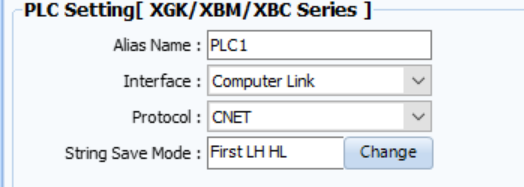 PLC Setting[ XGK/XBM/XBC Series ]
Alias Name : PLC1
Interface : Computer Link
Protocol : CNET
String Save Mode : First LH HL Change